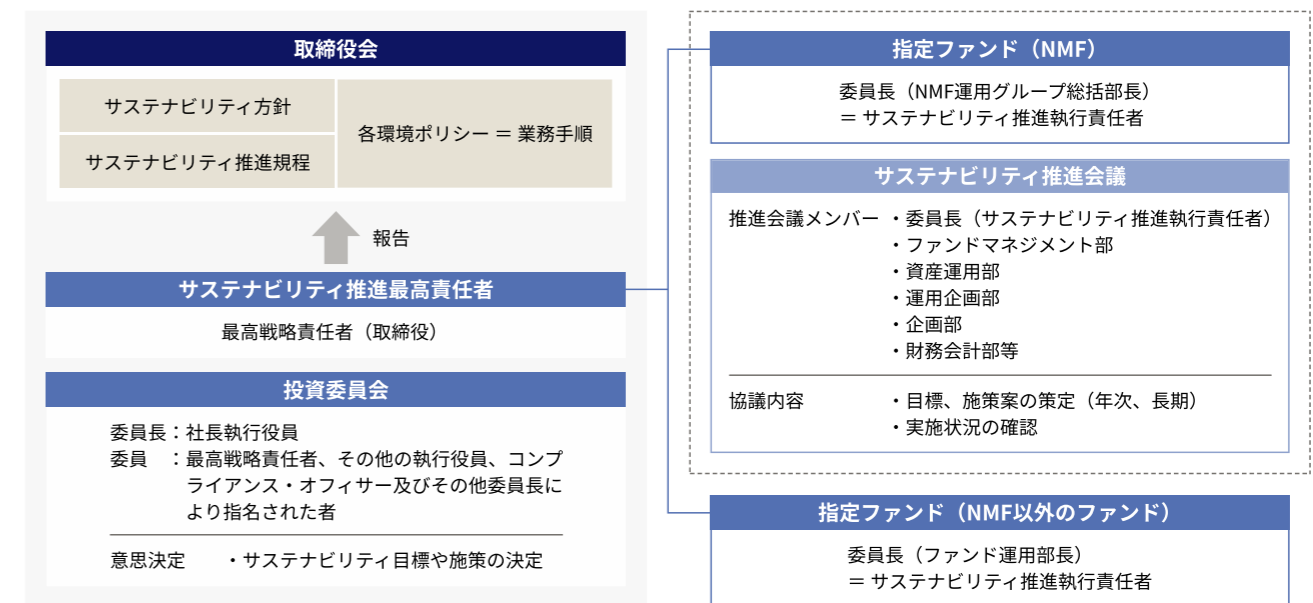 取締役会
サステナビリティ方針
サステナビリティ推進規程
各環境ポリシー ＝ 業務手順
報告
サステナビリティ推進最高責任者
最高戦略責任者（取締役）
投資委員会
委員長：社長執行役員
委員　：最高戦略責任者、その他の執行役員、コンプ
ライアンス・オフィサー及びその他委員長に
より指名された者
意思決定　・サステナビリティ目標や施策の決定
指定ファンド（NMF）
委員長（NMF運用グループ総括部長）
＝ サステナビリティ推進執行責任者
サステナビリティ推進会議
推進会議メンバー ・委員長（サステナビリティ推進執行責任者）
・ファンドマネジメント部
・資産運用部
・運用企画部
・企画部
・財務会計部等
協議内容　・目標、施策案の策定（年次、長期）
・実施状況の確認
指定ファンド（NMF以外のファンド）
委員長（ファンド運用部長）
＝ サステナビリティ推進執行責任者